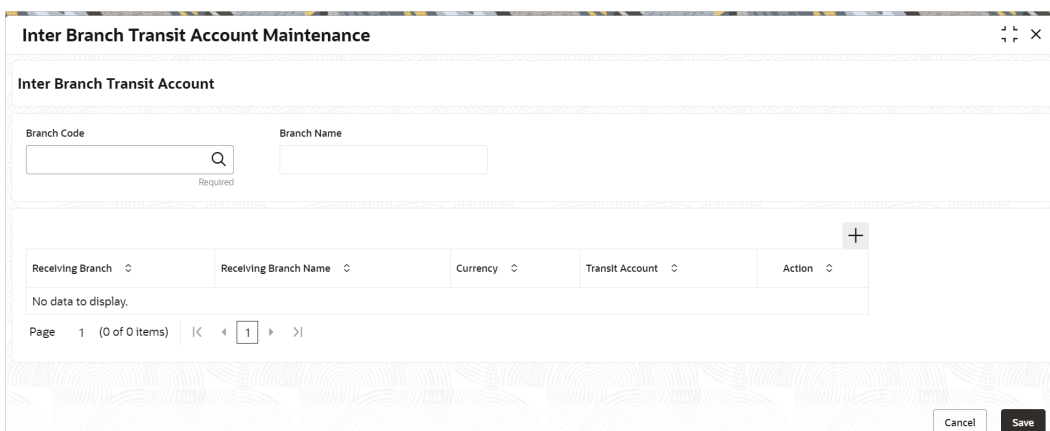 Inter Branch Transit Account Maintenance
Inter Branch Transit Account
Branch Code Branch Name
Required
Receiving Branch Receiving Branch Name Currency Transit Account Action
No data to display.
Page 1 (0 of 0 items) 1
Cancel Save